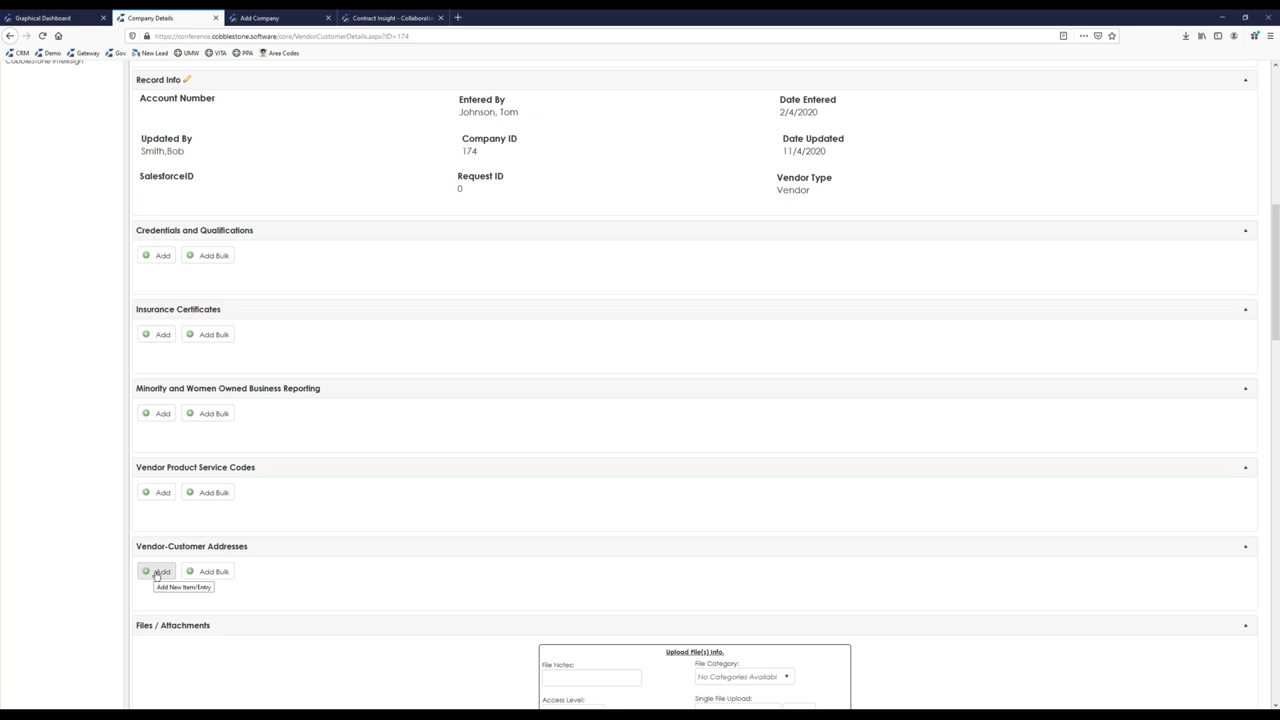 Graphical Dashboard
Company Details
Add Company
Contract Insight - Collaboratio
https://conference.cobblestone.software/core/VendorCustomerDetails.aspx?ID=174
CRM Demo Gateway Gov New Lead UMW VITA PPA Area Codes
CobbleStone IntelliSign
Record Info
Account Number Entered By Date Entered
Johnson, Tom 2/4/2020
Updated By Company ID Date Updated
Smith,Bob 174 11/4/2020
SalesforceID Request ID Vendor Type
0 Vendor
Credentials and Qualifications
Add Add Bulk
Insurance Certificates
Add Add Bulk
Minority and Women Owned Business Reporting
Add Add Bulk
Vendor Product Service Codes
Add Add Bulk
Vendor-Customer Addresses
Add Add Bulk
Add New Item/Entry
Files / Attachments
Upload File(s) Info.
File Notes: File Category:
No Categories Availabl
Access Level: Single File Upload: